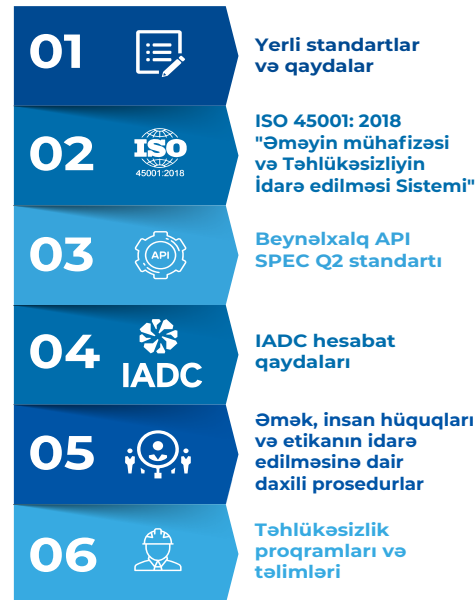 01
Yerli standartlar
və qaydalar
02
ISO
45001:2018
ISO 45001: 2018
"Əməyin mühafizəsi
və Təhlükəsizliyin
İdarə edilməsi Sistemi"
03
API
Beynəlxalq API
SPEC Q2 standartı
04
IADC
IADC hesabat
qaydaları
05
Əmək, insan hüquqları
və etikanın idarə
edilməsinə dair
daxili prosedurlar
06
Təhlükəsizlik
proqramları və
təlimləri